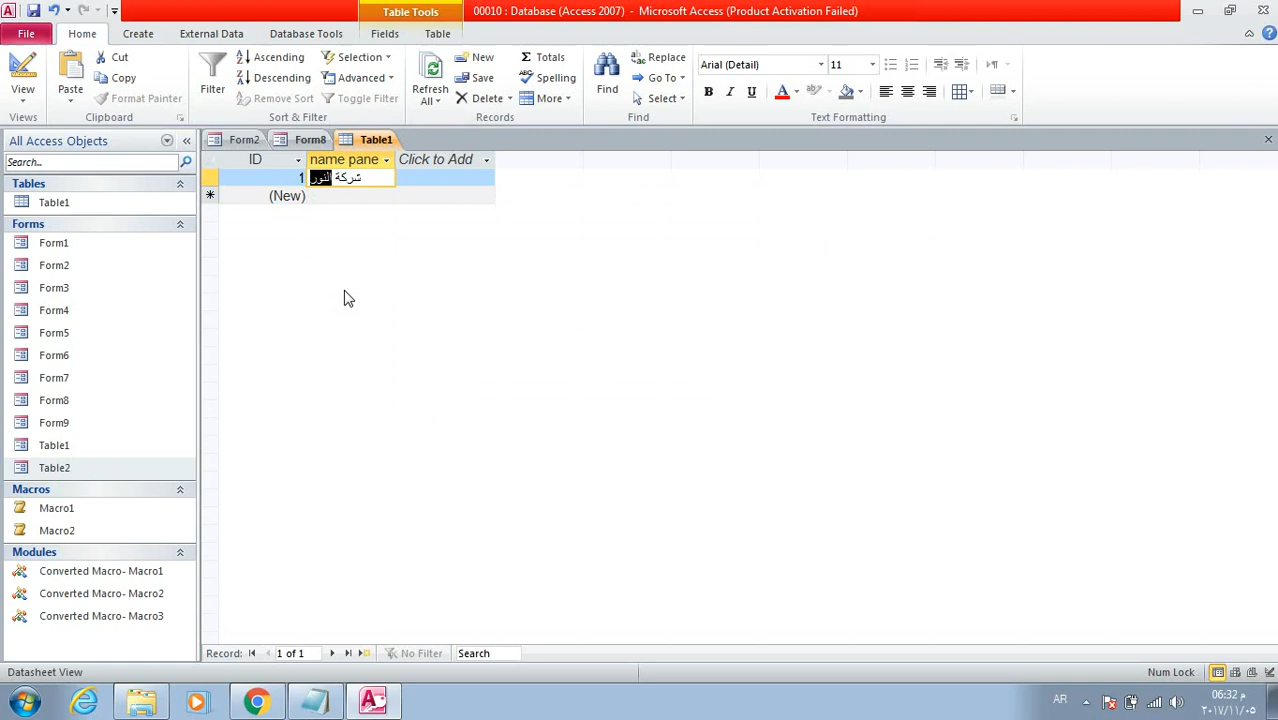 Table Tools
00010 : Database (Access 2007) - Microsoft Access (Product Activation Failed)
File Home Create External Data Database Tools Fields Table
View
Views
Paste
Cut
Copy
Format Painter
Clipboard
Filter
Ascending
Descending
Remove Sort
Selection
Advanced
Toggle Filter
Sort & Filter
Refresh All
New
Save
Delete
Totals
Spelling
More
Records
Find
Replace
Go To
Select
Find
Arial (Detail) 11
B I U A
Text Formatting
All Access Objects
Search...
Tables
Table1
Forms
Form1
Form2
Form3
Form4
Form5
Form6
Form7
Form8
Form9
Table1
Table2
Macros
Macro1
Macro2
Modules
Converted Macro- Macro1
Converted Macro- Macro2
Converted Macro- Macro3
Form2 Form8 Table1
ID name pane Click to Add
1 شركة النور
(New)
Record: 1 of 1 No Filter Search
Datasheet View Num Lock
AR
06:32 م
٢٠١٧/١١/٠٥